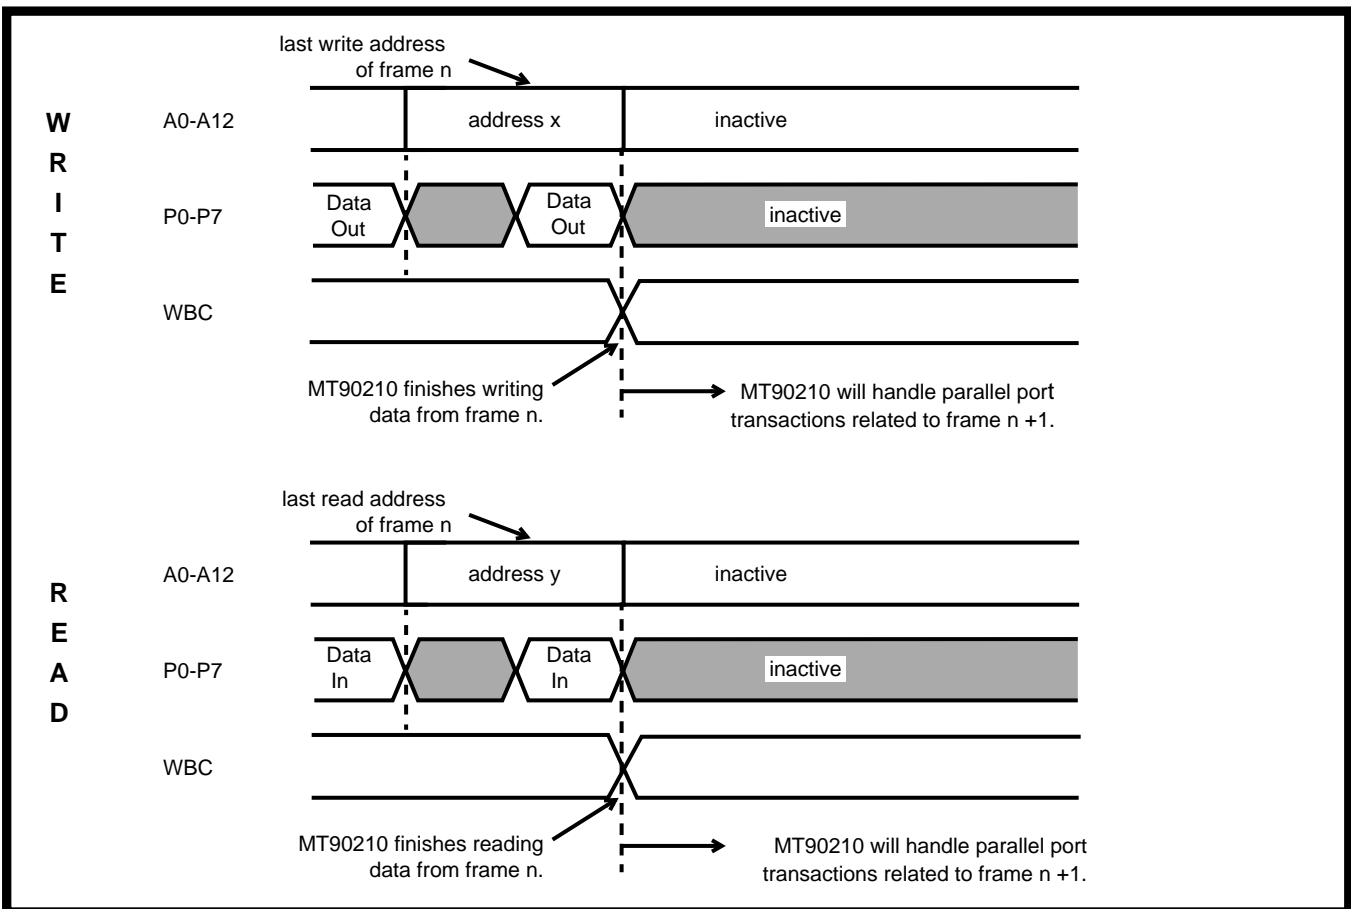 last write address
of frame n
WRITE
A0-A12
address x
inactive
P0-P7
Data
Out
Data
Out
inactive
WBC
MT90210 finishes writing
data from frame n.
MT90210 will handle parallel port
transactions related to frame n +1.
last read address
of frame n
READ
A0-A12
address y
inactive
P0-P7
Data
In
Data
In
inactive
WBC
MT90210 finishes reading
data from frame n.
MT90210 will handle parallel port
transactions related to frame n +1.